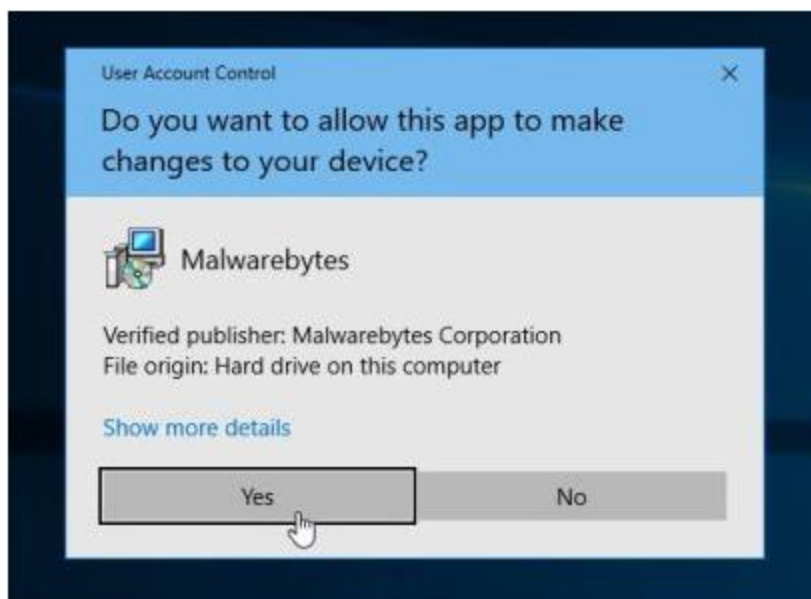 User Account Control
Do you want to allow this app to make
changes to your device?
Malwarebytes
Verified publisher: Malwarebytes Corporation
File origin: Hard drive on this computer
Show more details
Yes
No